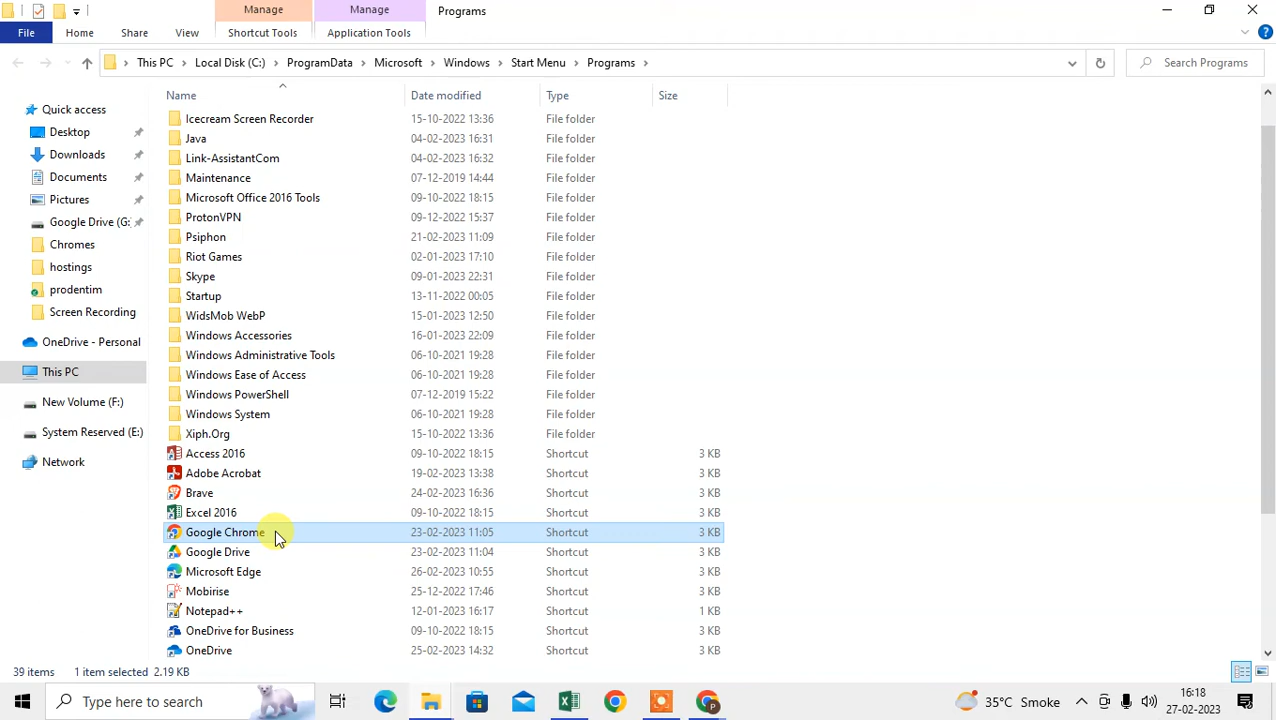 Manage
Manage
Programs
File
Home
Share
View
Shortcut Tools
Application Tools
This PC
Local Disk (C:)
ProgramData
Microsoft
Windows
Start Menu
Programs
Search Programs
Name
Date modified
Type
Size
Quick access
Desktop
Downloads
Documents
Pictures
Google Drive (G:
Chromes
hostings
prodentim
Screen Recording
OneDrive - Personal
This PC
New Volume (F:)
System Reserved (E:)
Network
Icecream Screen Recorder 15-10-2022 13:36 File folder
Java 04-02-2023 16:31 File folder
Link-AssistantCom 04-02-2023 16:32 File folder
Maintenance 07-12-2019 14:44 File folder
Microsoft Office 2016 Tools 09-10-2022 18:15 File folder
ProtonVPN 09-12-2022 15:37 File folder
Psiphon 21-02-2023 11:09 File folder
Riot Games 02-01-2023 17:10 File folder
Skype 09-01-2023 22:31 File folder
Startup 13-11-2022 00:05 File folder
WidsMob WebP 15-01-2023 12:50 File folder
Windows Accessories 16-01-2023 22:09 File folder
Windows Administrative Tools 06-10-2021 19:28 File folder
Windows Ease of Access 06-10-2021 19:28 File folder
Windows PowerShell 07-12-2019 15:22 File folder
Windows System 06-10-2021 19:28 File folder
Xiph.Org 15-10-2022 13:36 File folder
Access 2016 09-10-2022 18:15 Shortcut 3 KB
Adobe Acrobat 19-02-2023 13:38 Shortcut 3 KB
Brave 24-02-2023 16:36 Shortcut 3 KB
Excel 2016 09-10-2022 18:15 Shortcut 3 KB
Google Chrome 23-02-2023 11:05 Shortcut 3 KB
Google Drive 23-02-2023 11:04 Shortcut 3 KB
Microsoft Edge 26-02-2023 10:55 Shortcut 3 KB
Mobirise 25-12-2022 17:46 Shortcut 3 KB
Notepad++ 12-01-2023 16:17 Shortcut 1 KB
OneDrive for Business 09-10-2022 18:15 Shortcut 3 KB
OneDrive 25-02-2023 14:32 Shortcut 3 KB
39 items 1 item selected 2.19 KB
Type here to search
35°C Smoke
16:18
27-02-2023